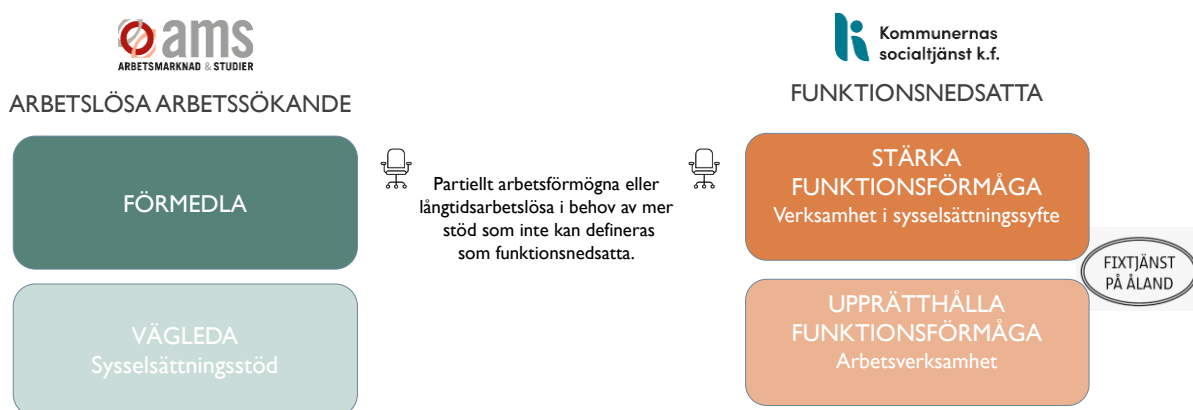 ams
ARBETSMARKNAD & STUDIER
ARBETSLÖSA ARBETSSÖKANDE
FÖRMEDLA
VÄGLEDA
Sysselsättningsstöd
Partiellt arbetsförmögna eller
långtidsarbetslösa i behov av mer
stöd som inte kan defineras
som funktionsnedsatta.
Kommunernas
socialtjänst k.f.
FUNKTIONSNEDSATTA
STÄRKA
FUNKTIONSFÖRMÅGA
Verksamhet i sysselsättningssyfte
UPPRÄTTHÅLLA
FUNKTIONSFÖRMÅGA
Arbetsverksamhet
FIXTJÄNST
PÅ ÅLAND